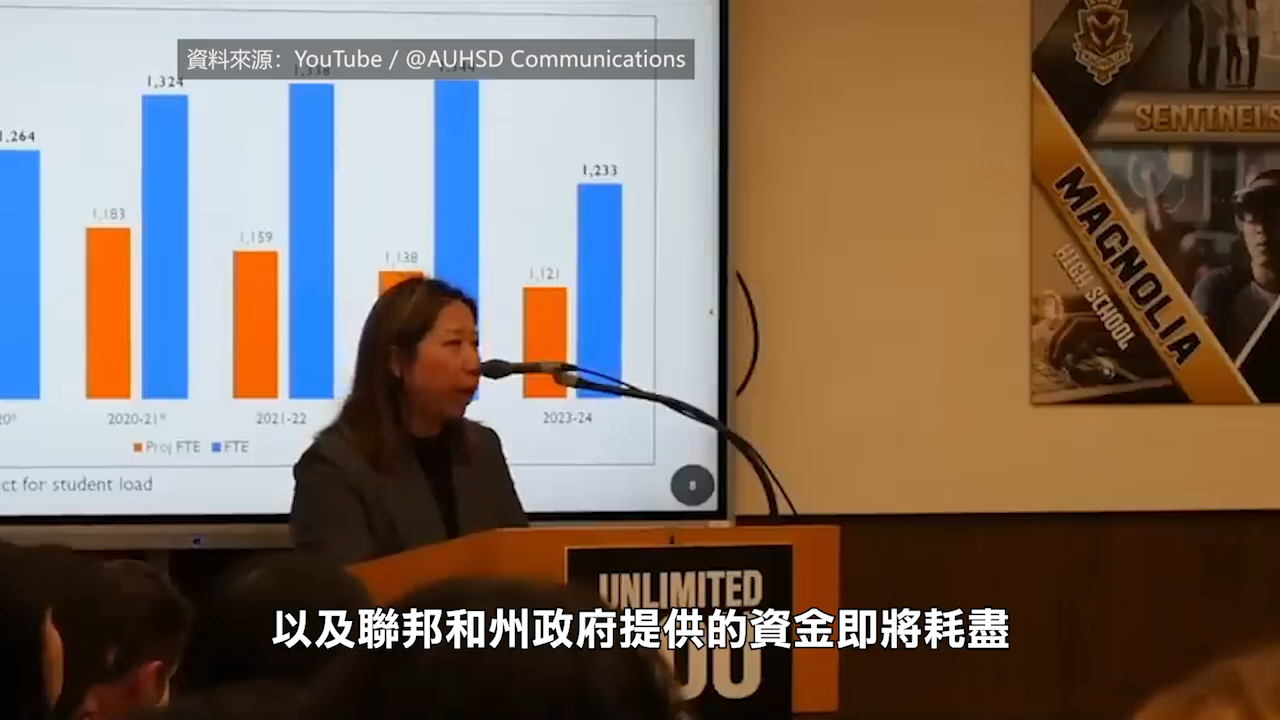 資料來源：YouTube / @AUHSD Communications
1,324
1,264
1,233
1,183
1,159
1,138
1,121
2020-21*
2021-22
2023-24
Proj FTE
FTE
ct for student load
8
SENTINELS
MAGNOLIA
HIGH SCHOOL
UNLIMITED
以及聯邦和州政府提供的資金即將耗盡